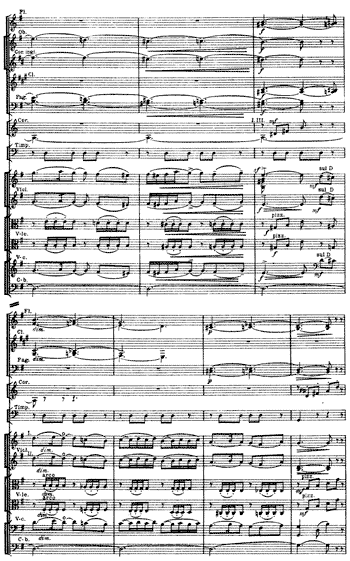 Fl.
Ob.
Cor. ingl.
Cl.
Fag.
Cor.
I.III.
mf
Timp.
sul D
mf
Viol.
sul D
mf
pizz.
V-le.
mf
pizz.
V-c.
sul D
C-b.
Fl.
dim.
Cl.
Fag. dim.
p
Cor.
Timp.
I.
Viol. dim.
II.
dim.
arco
pizz.
V-le. dim.
arco
pizz.
V-c. dim.
C-b. dim.